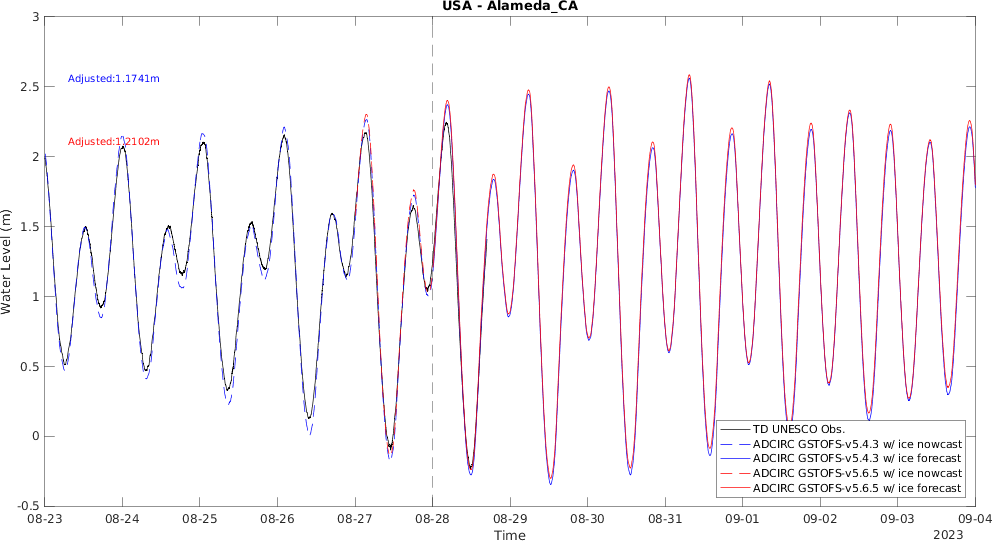 USA - Alameda_CA
3
2.5
2
1.5
1
0.5
0
-0.5
Water Level (m)
Adjusted:1.1741m
Adjusted:1.2102m
TD UNESCO Obs.
ADCIRC GSTOFS-v5.4.3 w/ ice nowcast
ADCIRC GSTOFS-v5.4.3 w/ ice forecast
ADCIRC GSTOFS-v5.6.5 w/ ice nowcast
ADCIRC GSTOFS-v5.6.5 w/ ice forecast
08-23 08-24 08-25 08-26 08-27 08-28 08-29 08-30 08-31 09-01 09-02 09-03 09-04
Time
2023